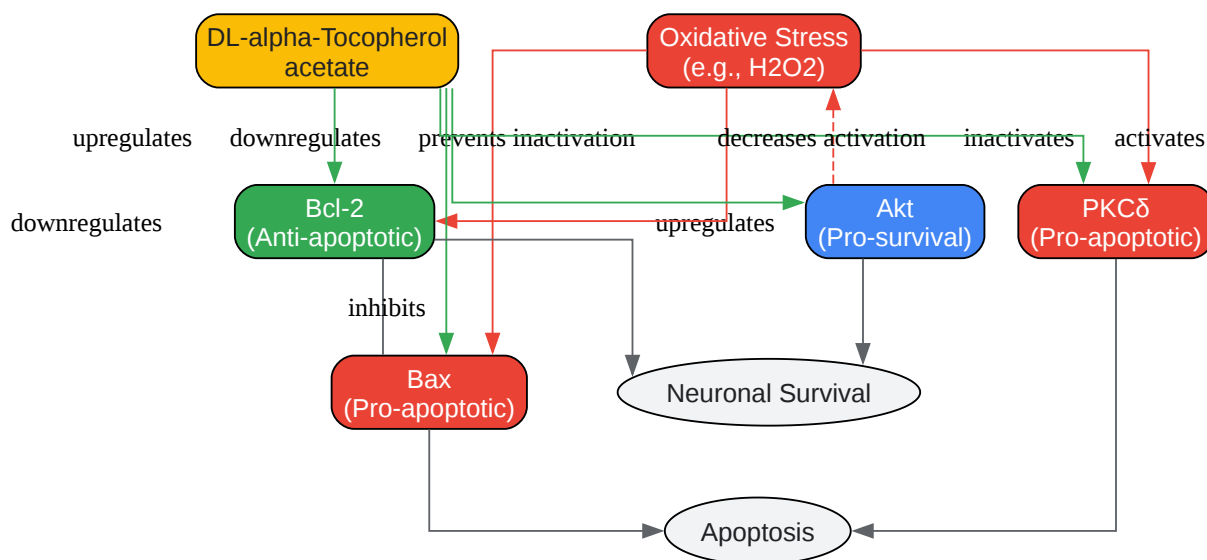 DL-alpha-Tocopherol
acetate
Oxidative Stress
(e.g., H2O2)
upregulates
downregulates
prevents inactivation
decreases activation
inactivates
activates
downregulates
Bcl-2
(Anti-apoptotic)
upregulates
Akt
(Pro-survival)
PKCδ
(Pro-apoptotic)
inhibits
Bax
(Pro-apoptotic)
Neuronal Survival
Apoptosis